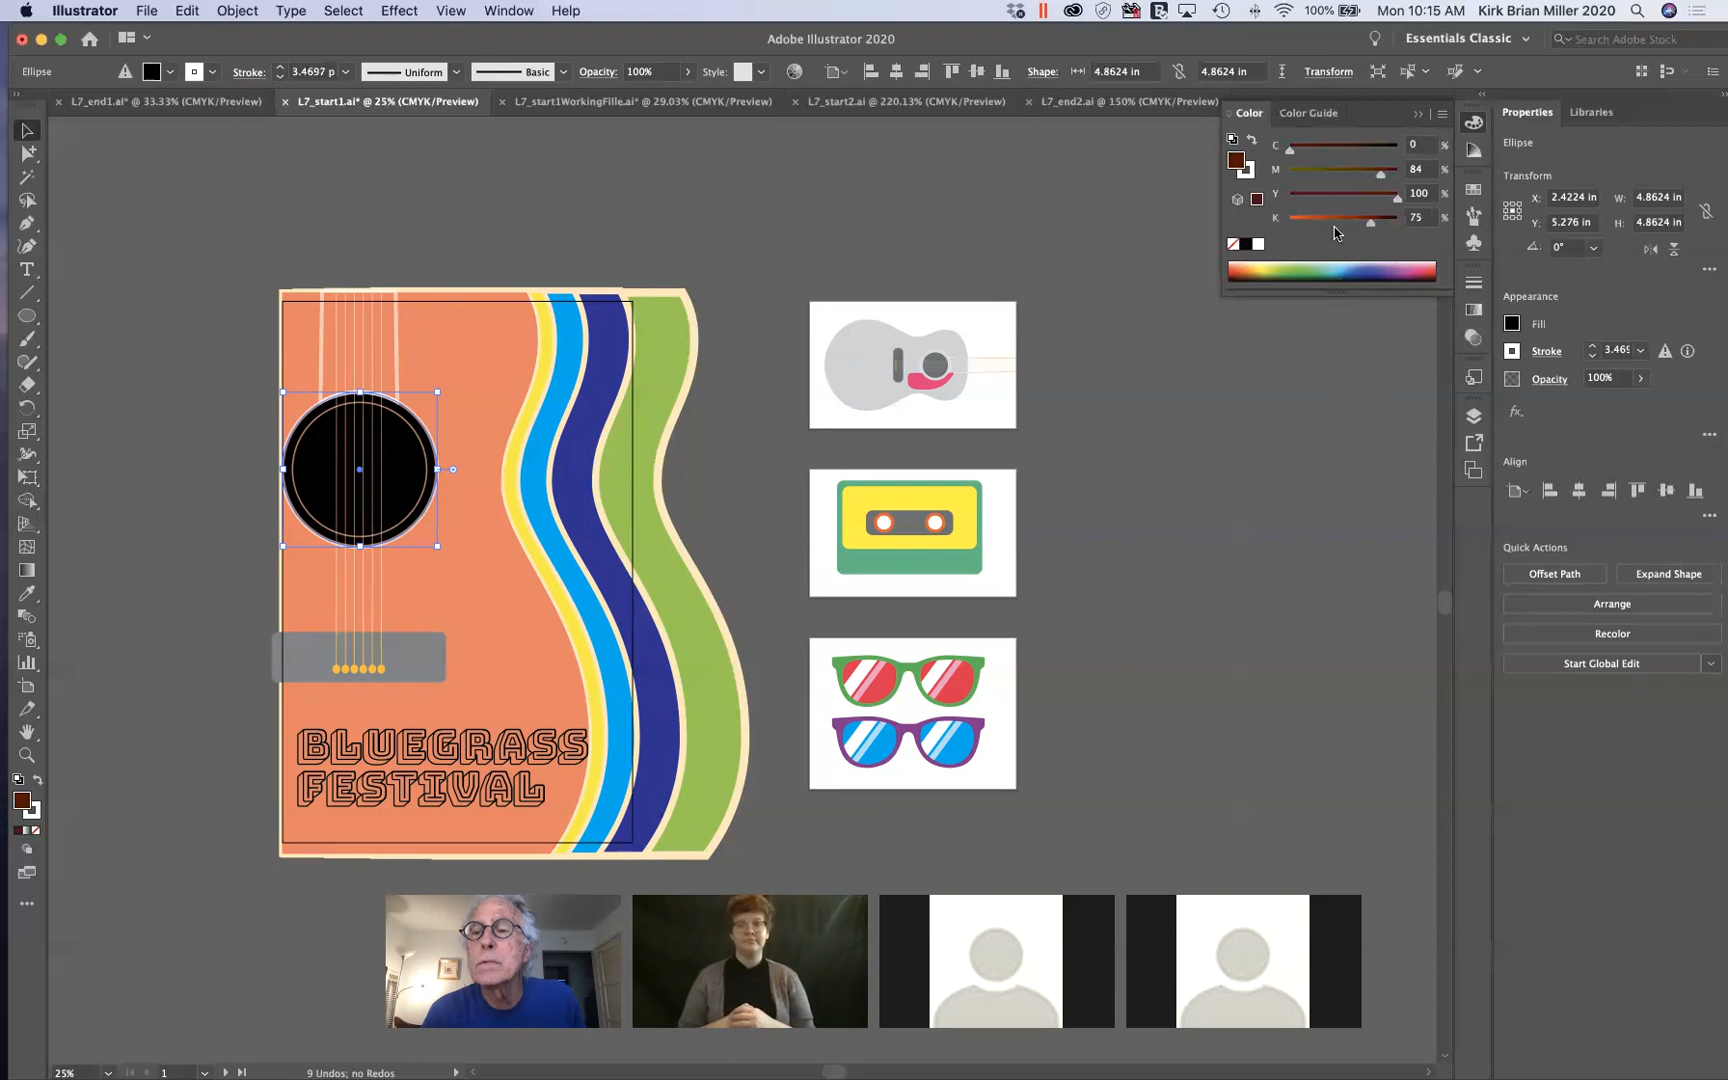 Illustrator File Edit Object Type Select Effect View Window Help
100% Mon 10:15 AM Kirk Brian Miller 2020
Adobe Illustrator 2020
Essentials Classic
Search Adobe Stock
Ellipse
Stroke: 3.4697 p
Uniform
Basic
Opacity: 100%
Style:
Shape: 4.8624 in 4.8624 in
Transform
L7_end1.ai* @ 33.33% (CMYK/Preview)
L7_start1.ai* @ 25% (CMYK/Preview)
L7_start1WorkingFille.ai* @ 29.03% (CMYK/Preview)
L7_start2.ai @ 220.13% (CMYK/Preview)
L7_end2.ai @ 150% (CMYK/Preview)
Color Color Guide
C 0 %
M 84 %
Y 100 %
K 75 %
Properties Libraries
Ellipse
Transform
X: 2.4224 in W: 4.8624 in
Y: 5.276 in H: 4.8624 in
0°
Appearance
Fill
Stroke 3.469
Opacity 100%
fx.
Align
Quick Actions
Offset Path Expand Shape
Arrange
Recolor
Start Global Edit
BLUEGRASS
FESTIVAL
25% 1 9 Undos; no Redos